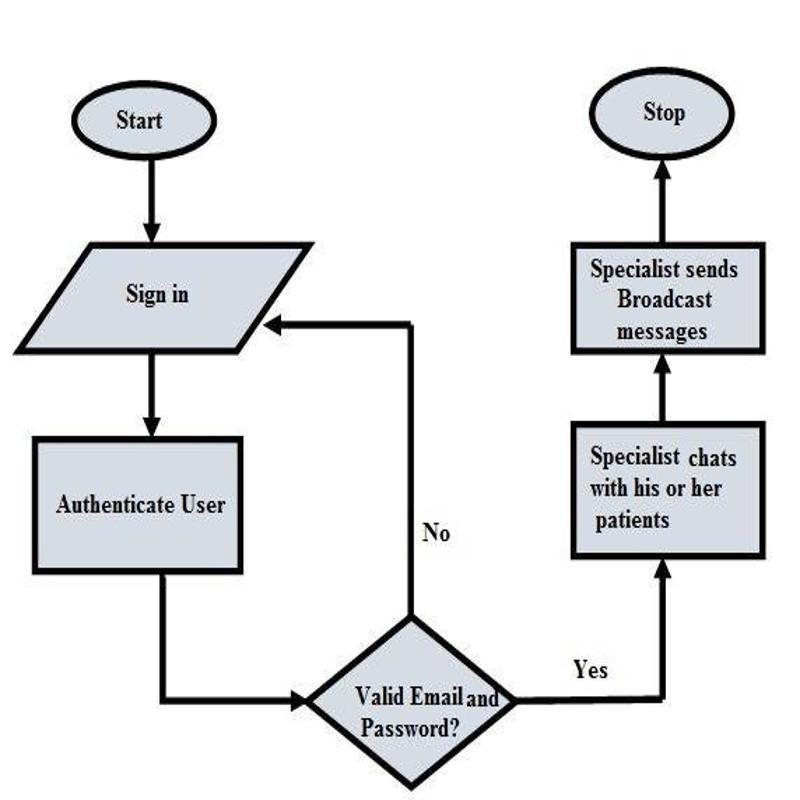 Start
Sign in
Authenticate User
Valid Email and
Password?
No
Yes
Specialist chats
with his or her
patients
Specialist sends
Broadcast
messages
Stop